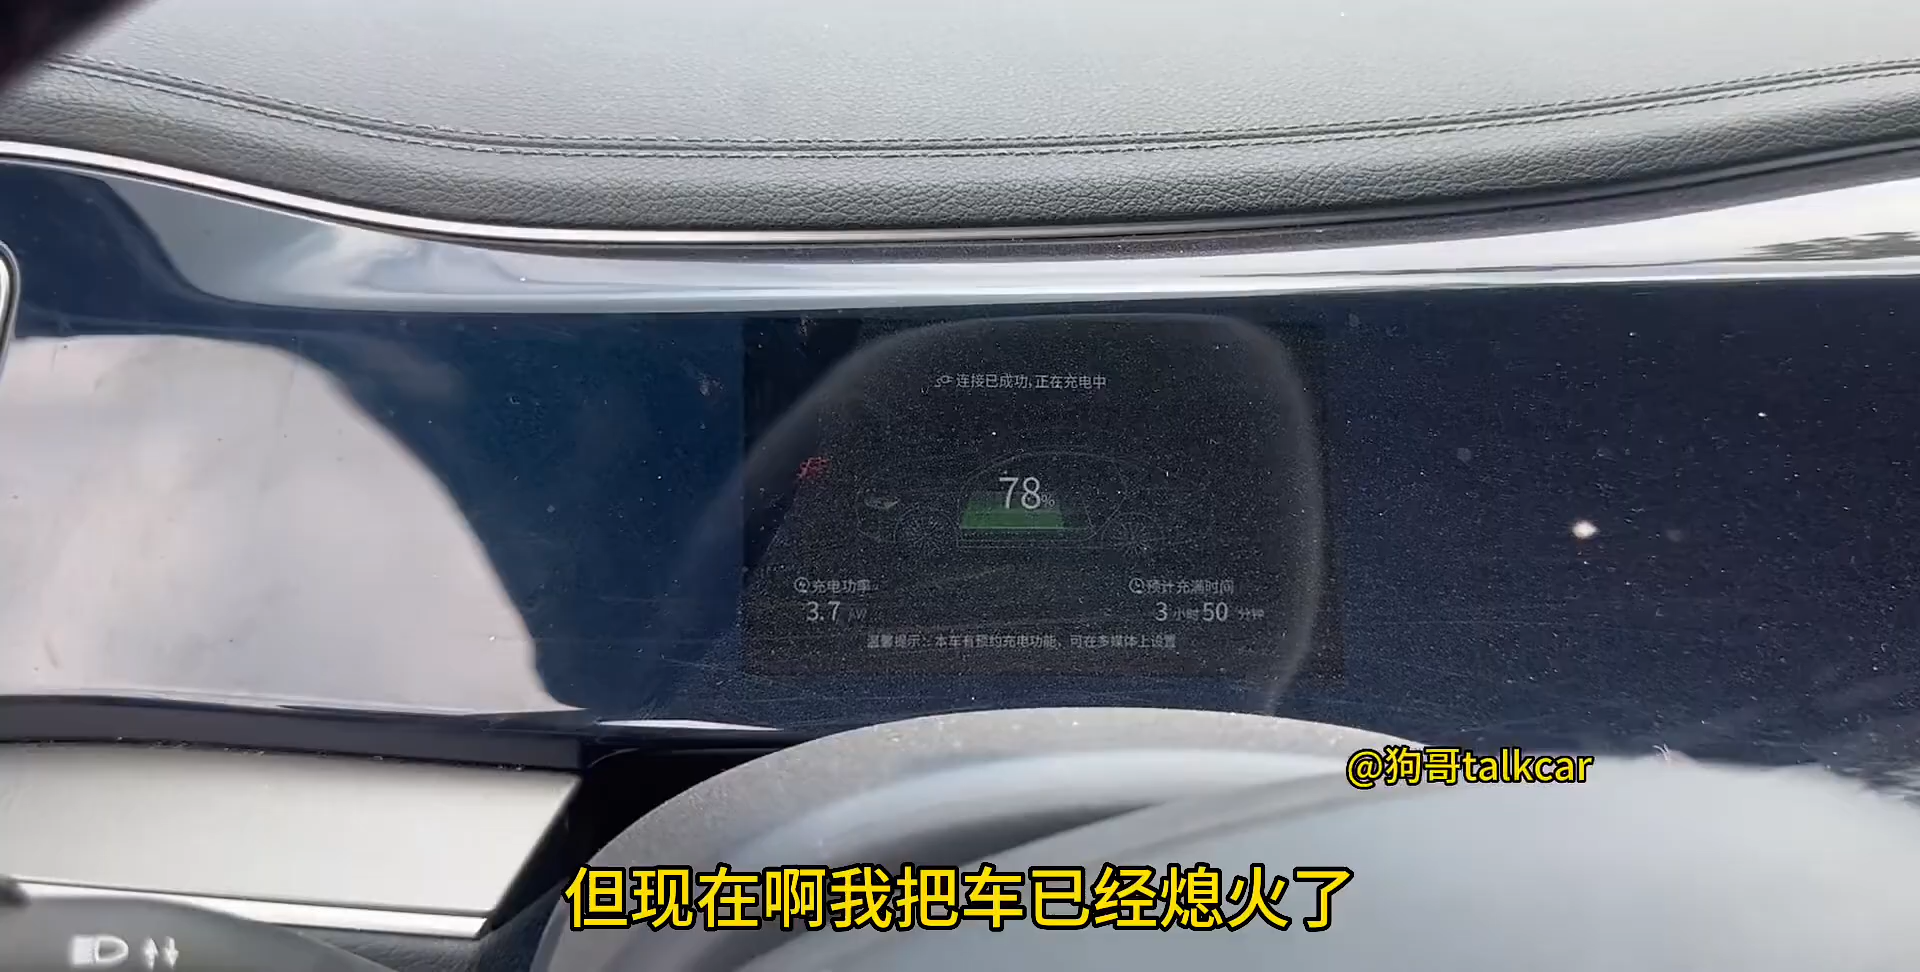 连接已成功, 正在充电中
78%
充电功率
3.7 kW
预计充满时间
3 小时 50 分钟
温馨提示：本车有预约充电功能，可在多媒体上设置
@狗哥talkcar
但现在啊我把车已经熄火了